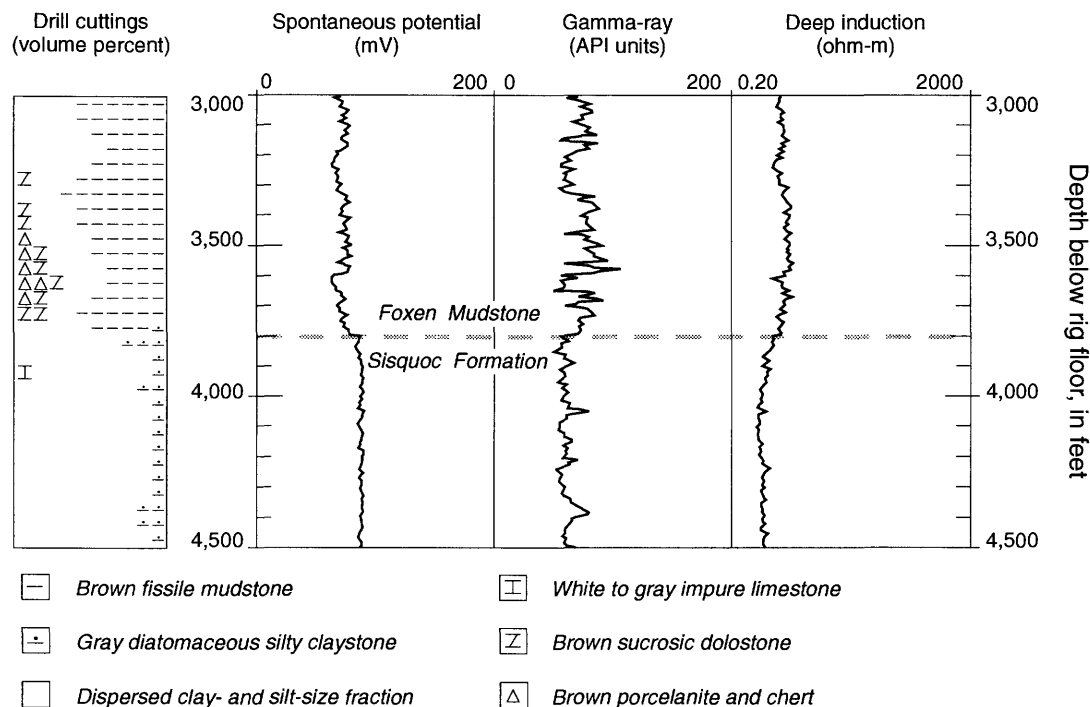 Drill cuttings
(volume percent)
Spontaneous potential
(mV)
Gamma-ray
(API units)
Deep induction
(ohm-m)
0 200 0 200 0.20 2000
3,000 3,000
3,500 3,500
Foxen Mudstone
Sisquoc Formation
4,000 4,000
4,500 4,500
Depth below rig floor, in feet
Brown fissile mudstone
White to gray impure limestone
Gray diatomaceous silty claystone
Brown sucrosic dolostone
Dispersed clay- and silt-size fraction
Brown porcelanite and chert